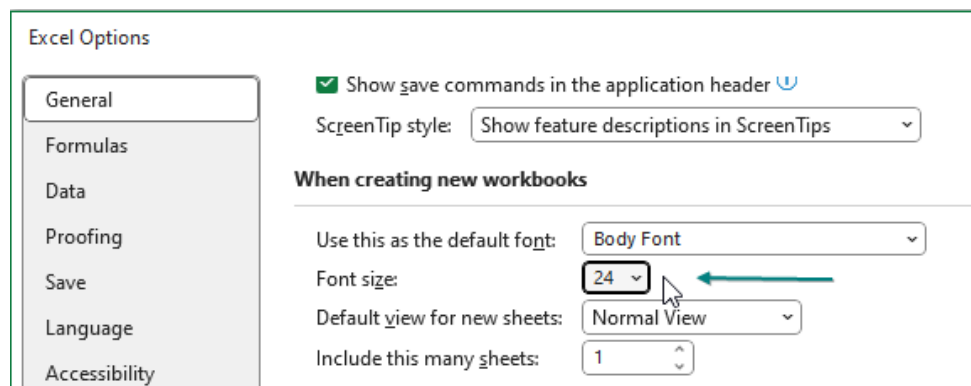 Excel Options
General
Formulas
Data
Proofing
Save
Language
Accessibility
Show save commands in the application header
ScreenTip style: Show feature descriptions in ScreenTips
When creating new workbooks
Use this as the default font: Body Font
Font size: 24
Default view for new sheets: Normal View
Include this many sheets: 1